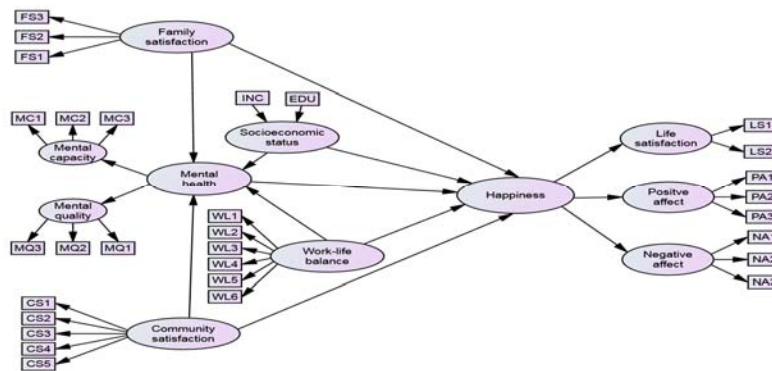 FS3
FS2
FS1
Family
satisfaction
INC
EDU
Socioeconomic
status
MC1
MC2
MC3
Mental
capacity
Mental
health
Mental
quality
MQ3
MQ2
MQ1
WL1
WL2
WL3
WL4
WL5
WL6
Work-life
balance
CS1
CS2
CS3
CS4
CS5
Community
satisfaction
Happiness
Life
satisfaction
LS1
LS2
Positve
affect
PA1
PA2
PA3
Negative
affect
NA1
NA2
NA3